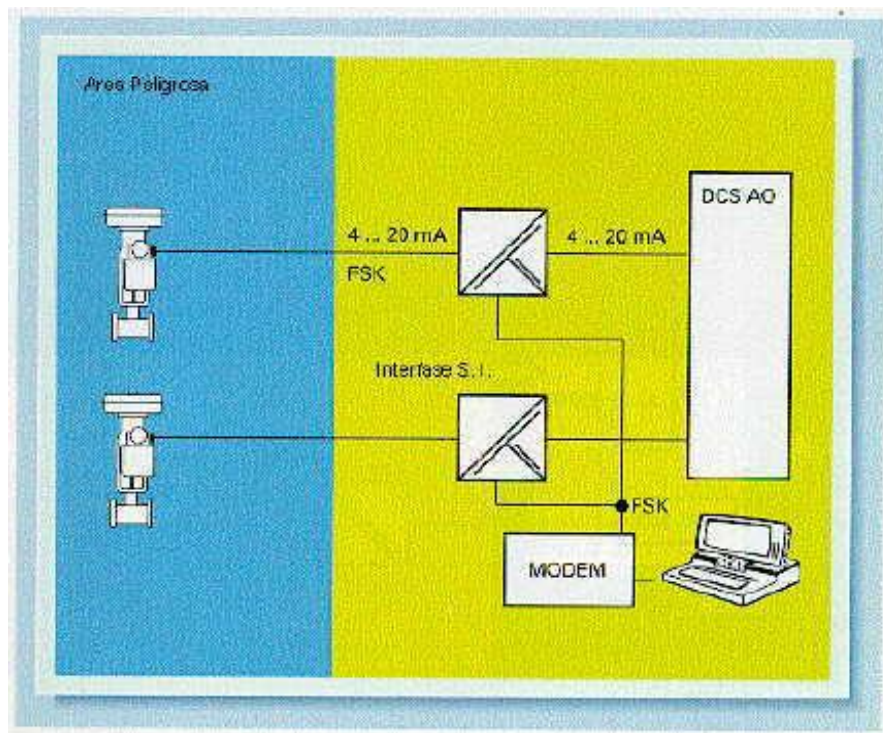 Area Peligrosa
DCS AO
4 ... 20 mA
4 ... 20 mA
FSK
Interfase S.I.
FSK
MODEM